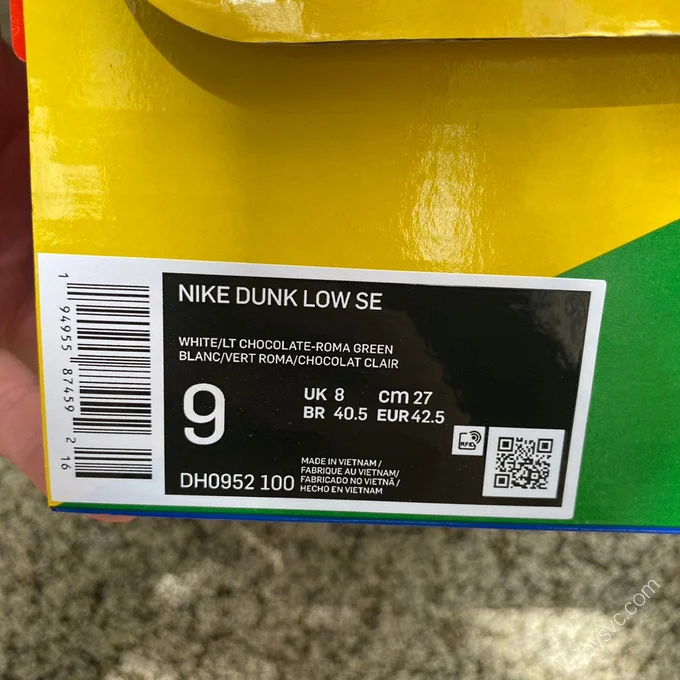 NIKE DUNK LOW SE
WHITE/LT CHOCOLATE-ROMA GREEN
BLANC/VERT ROMA/CHOCOLAT CLAIR
9
UK 8 cm 27
BR 40.5 EUR 42.5
DH0952 100
MADE IN VIETNAM /
FABRIQUE AU VIETNAM/
FABRICADO NO VIETNÃ /
HECHO EN VIETNAM
1 94955 87459 2 16